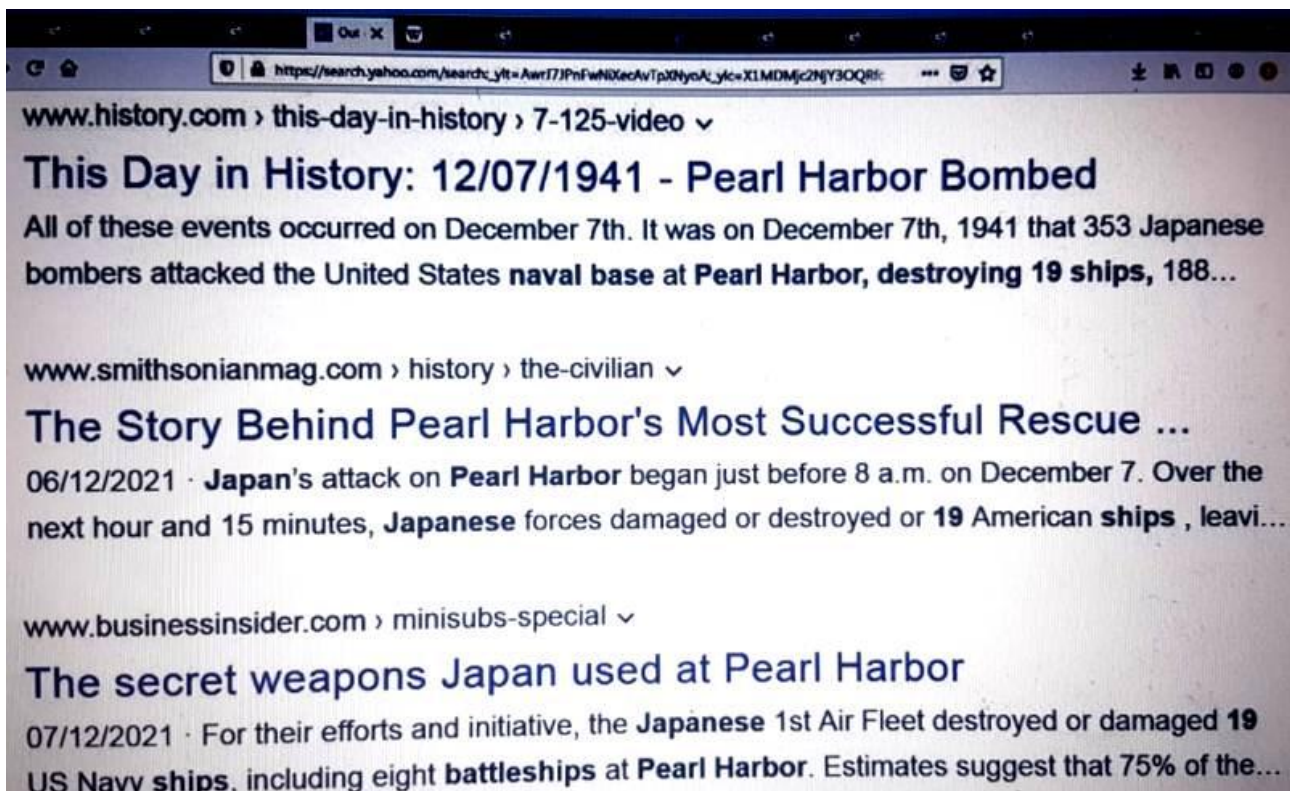 Out
https://search.yahoo.com/search;_ylt=
www.history.com › this-day-in-history › 7-125-video
This Day in History: 12/07/1941 - Pearl Harbor Bombed
All of these events occurred on December 7th. It was on December 7th, 1941 that 353 Japanese
bombers attacked the United States naval base at Pearl Harbor, destroying 19 ships, 188...
www.smithsonianmag.com › history › the-civilian
The Story Behind Pearl Harbor's Most Successful Rescue ...
06/12/2021 · Japan's attack on Pearl Harbor began just before 8 a.m. on December 7. Over the
next hour and 15 minutes, Japanese forces damaged or destroyed or 19 American ships , leavi...
www.businessinsider.com › minisubs-special
The secret weapons Japan used at Pearl Harbor
07/12/2021 · For their efforts and initiative, the Japanese 1st Air Fleet destroyed or damaged 19
US Navy ships, including eight battleships at Pearl Harbor. Estimates suggest that 75% of the...